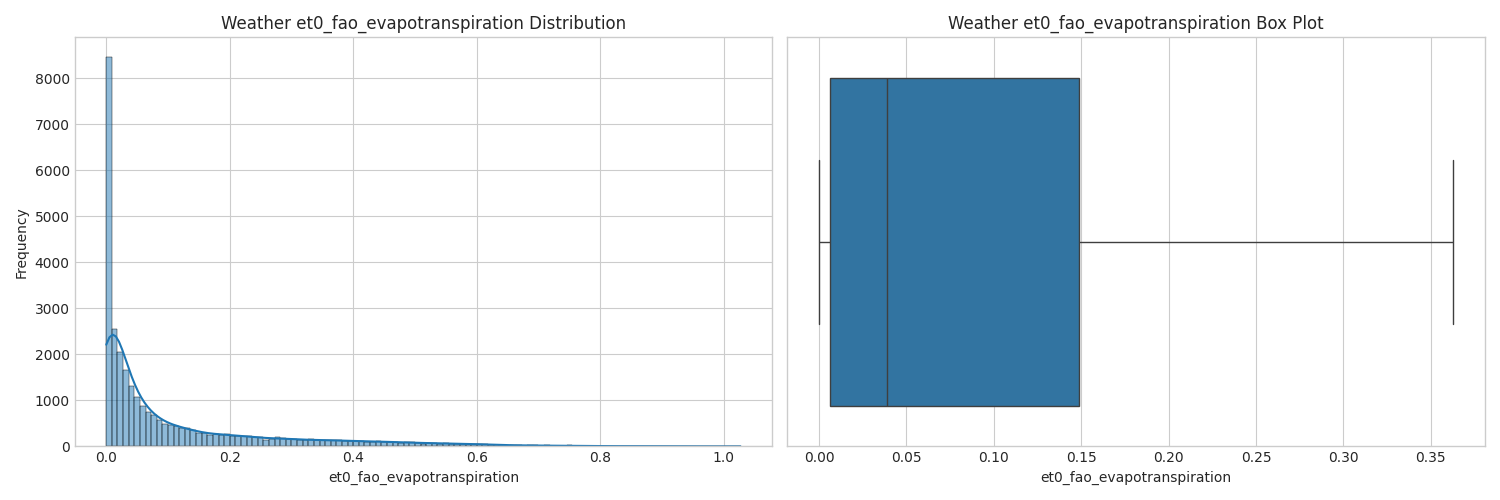 Weather et0_fao_evapotranspiration Distribution
Frequency
8000
7000
6000
5000
4000
3000
2000
1000
0
0.0 0.2 0.4 0.6 0.8 1.0
et0_fao_evapotranspiration
Weather et0_fao_evapotranspiration Box Plot
0.00 0.05 0.10 0.15 0.20 0.25 0.30 0.35
et0_fao_evapotranspiration